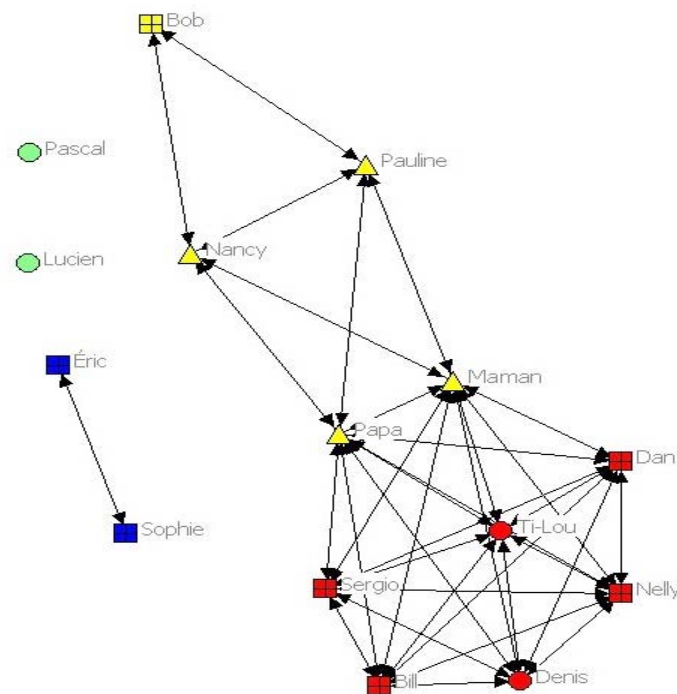 Bob
Pascal
Pauline
Nancy
Lucien
Éric
Maman
Papa
Dan
Sophie
Ti-Lou
Sergio
Nelly
Bill
Denis